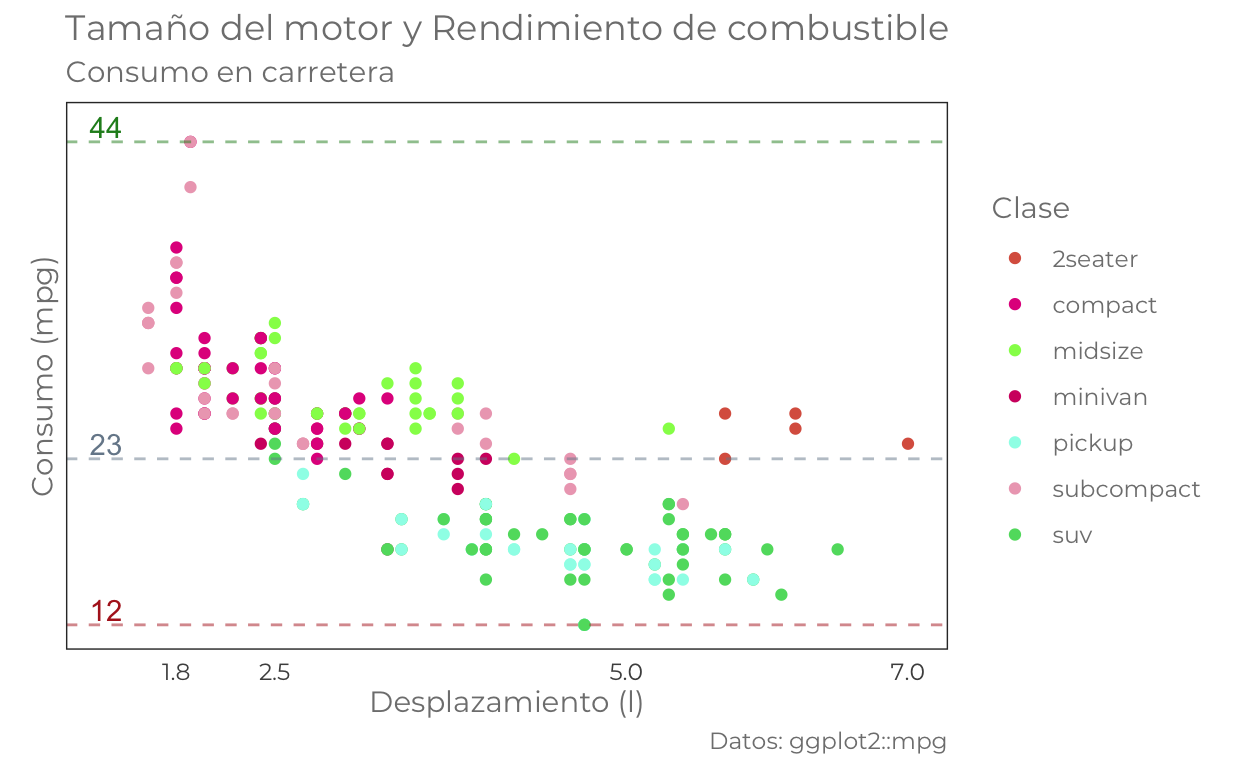 Tamaño del motor y Rendimiento de combustible
Consumo en carretera
44
23
12
Consumo (mpg)
1.8 2.5 5.0 7.0
Desplazamiento (l)
Datos: ggplot2::mpg
Clase
2seater
compact
midsize
minivan
pickup
subcompact
suv